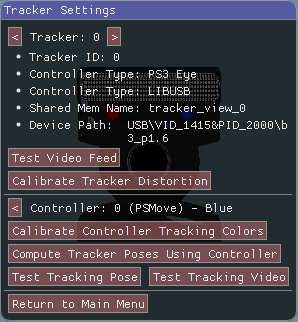 Tracker Settings
< Tracker: 0 >
• Tracker ID: 0
• Controller Type: PS3 Eye
• Controller Type: LIBUSB
• Shared Mem Name: tracker_view_0
• Device Path: USB\VID_1415&PID_2000\b
3_p1.6
Test Video Feed
Calibrate Tracker Distortion
< Controller: 0 (PSMove) - Blue
Calibrate Controller Tracking Colors
Compute Tracker Poses Using Controller
Test Tracking Pose Test Tracking Video
Return to Main Menu